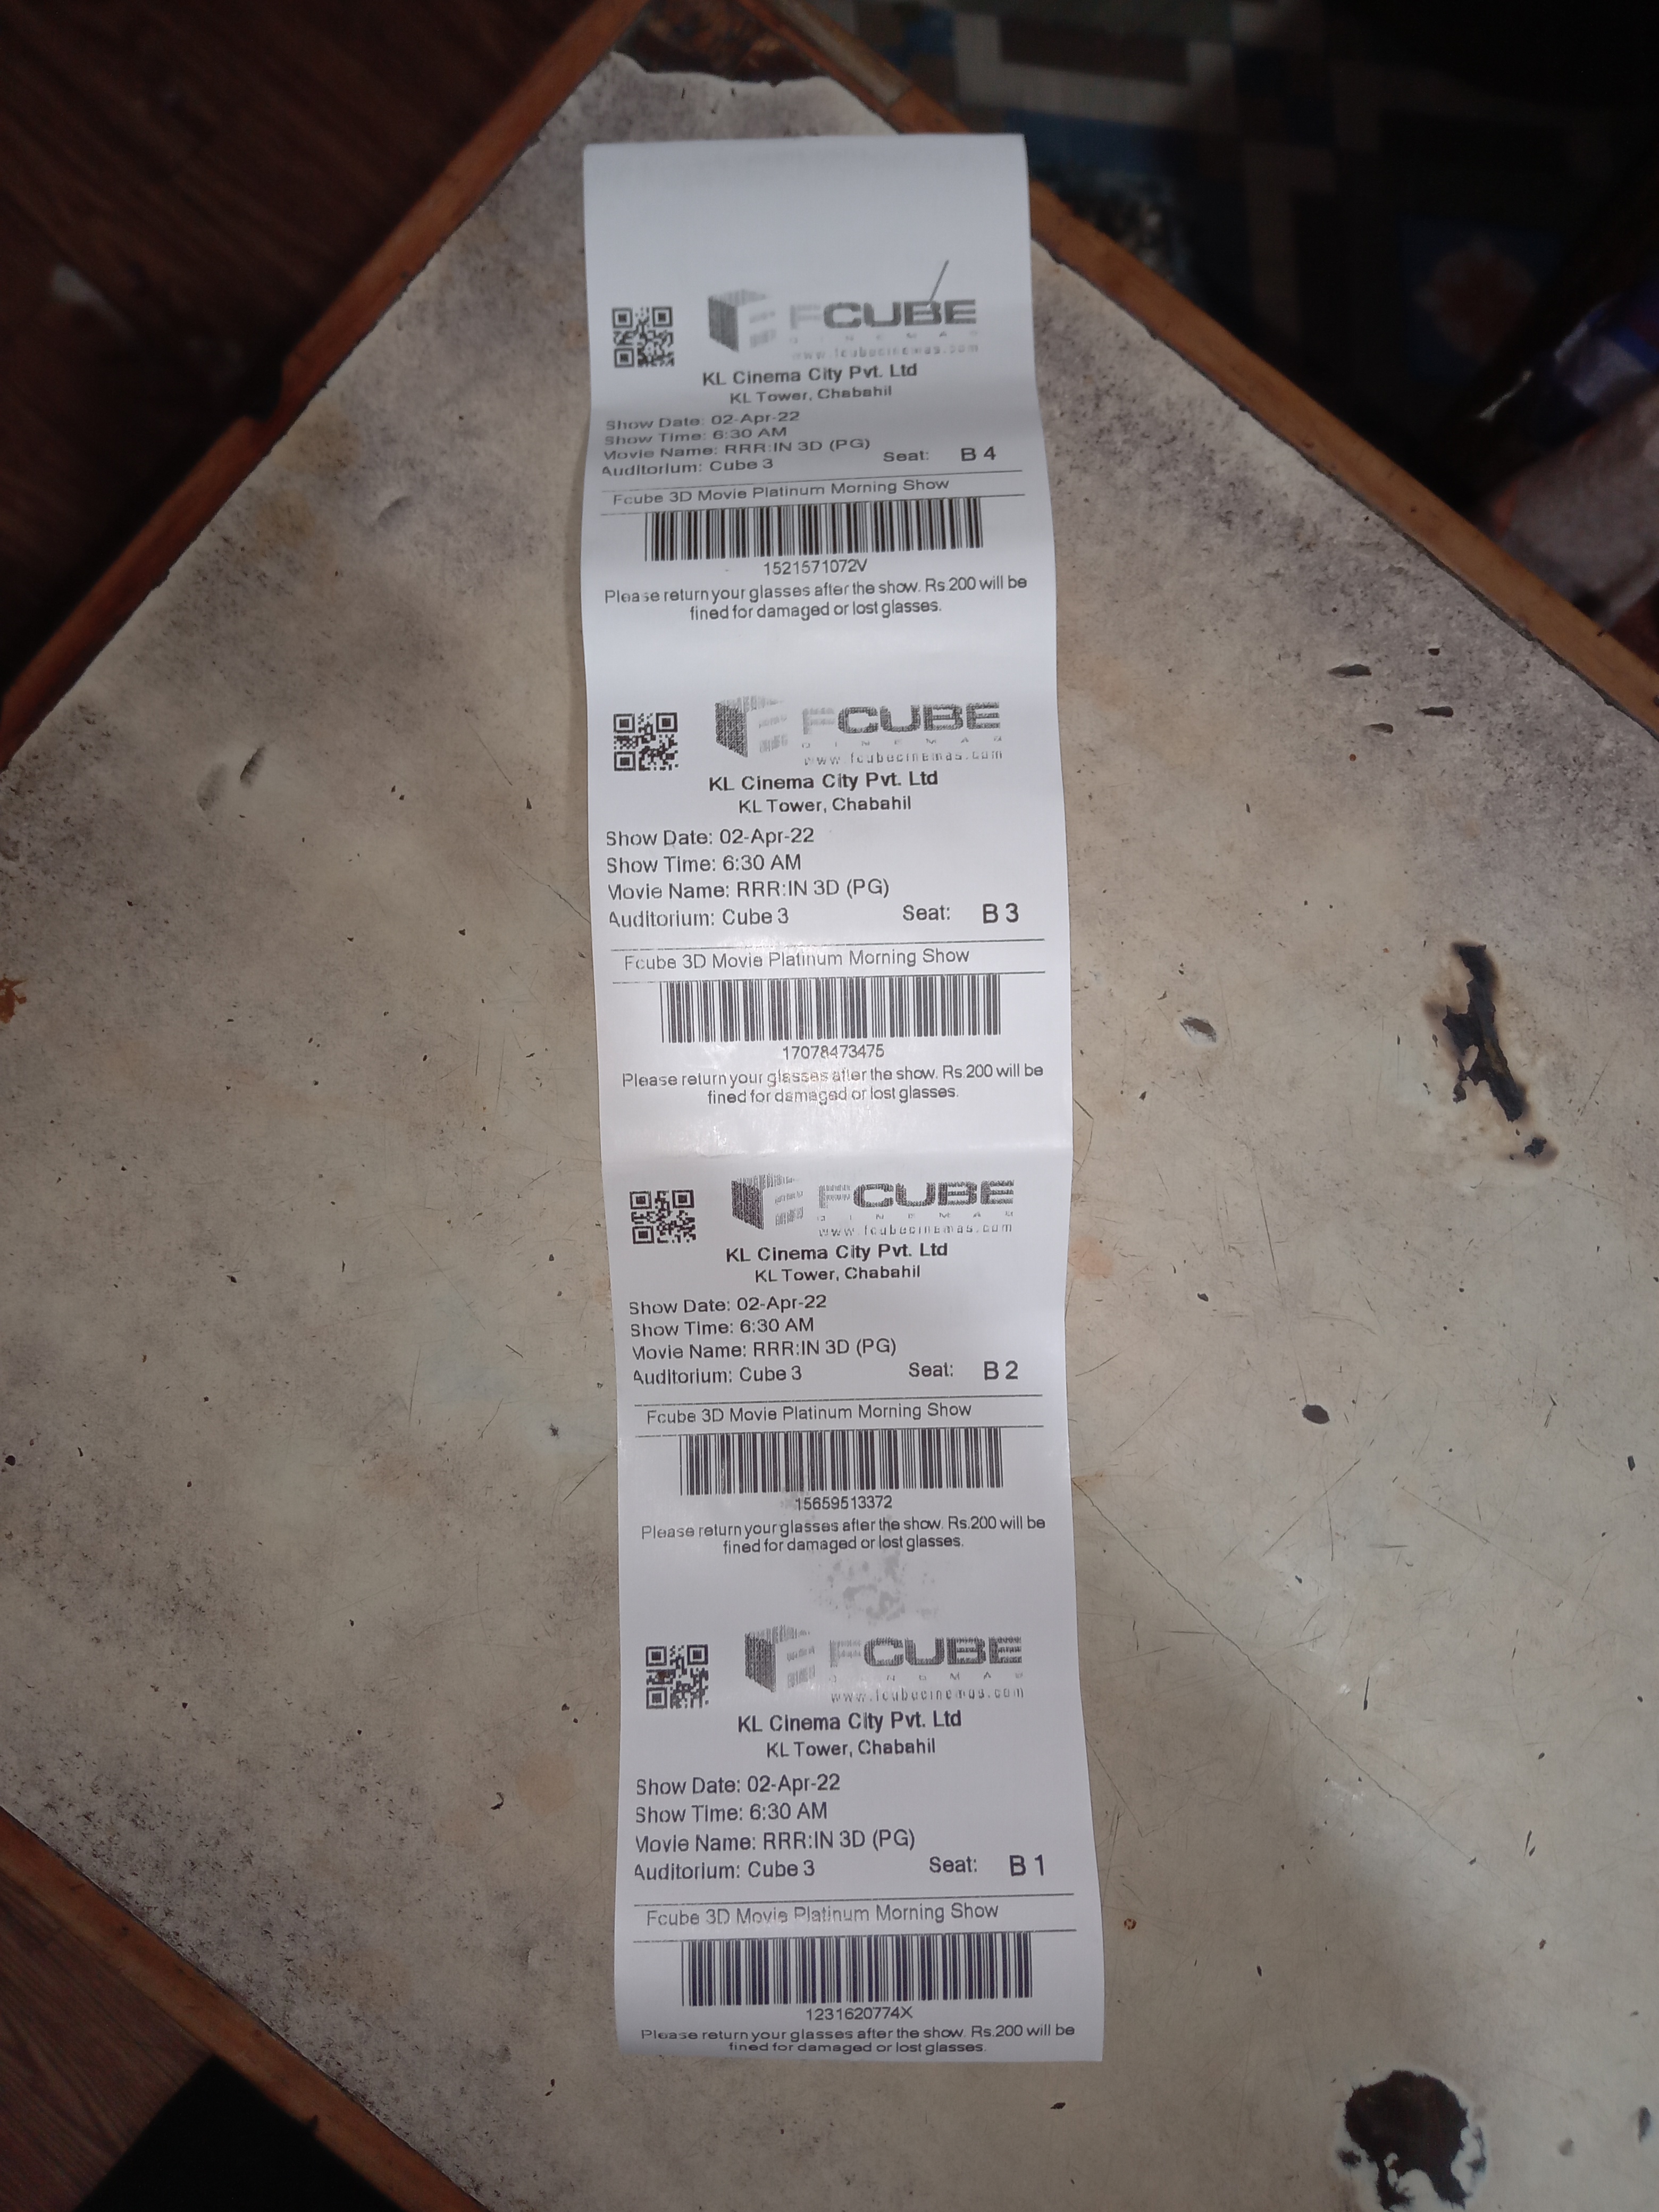 FCUBE
CINEMAS
www.fcubecinemas.com
KL Cinema City Pvt. Ltd
KL Tower, Chabahil
Show Date: 02-Apr-22
Show Time: 6:30 AM
Movie Name: RRR:IN 3D (PG)
Auditorium: Cube 3 Seat: B 4
Fcube 3D Movie Platinum Morning Show
1521571072V
Please return your glasses after the show. Rs.200 will be
fined for damaged or lost glasses.
FCUBE
CINEMAS
www.fcubecinemas.com
KL Cinema City Pvt. Ltd
KL Tower, Chabahil
Show Date: 02-Apr-22
Show Time: 6:30 AM
Movie Name: RRR:IN 3D (PG)
Auditorium: Cube 3 Seat: B 3
Fcube 3D Movie Platinum Morning Show
17078473475
Please return your glasses after the show. Rs.200 will be
fined for damaged or lost glasses.
FCUBE
CINEMAS
www.fcubecinemas.com
KL Cinema City Pvt. Ltd
KL Tower, Chabahil
Show Date: 02-Apr-22
Show Time: 6:30 AM
Movie Name: RRR:IN 3D (PG)
Auditorium: Cube 3 Seat: B 2
Fcube 3D Movie Platinum Morning Show
15659513372
Please return your glasses after the show. Rs.200 will be
fined for damaged or lost glasses.
FCUBE
CINEMAS
www.fcubecinemas.com
KL Cinema City Pvt. Ltd
KL Tower, Chabahil
Show Date: 02-Apr-22
Show Time: 6:30 AM
Movie Name: RRR:IN 3D (PG)
Auditorium: Cube 3 Seat: B 1
Fcube 3D Movie Platinum Morning Show
1231620774X
Please return your glasses after the show. Rs.200 will be
fined for damaged or lost glasses.